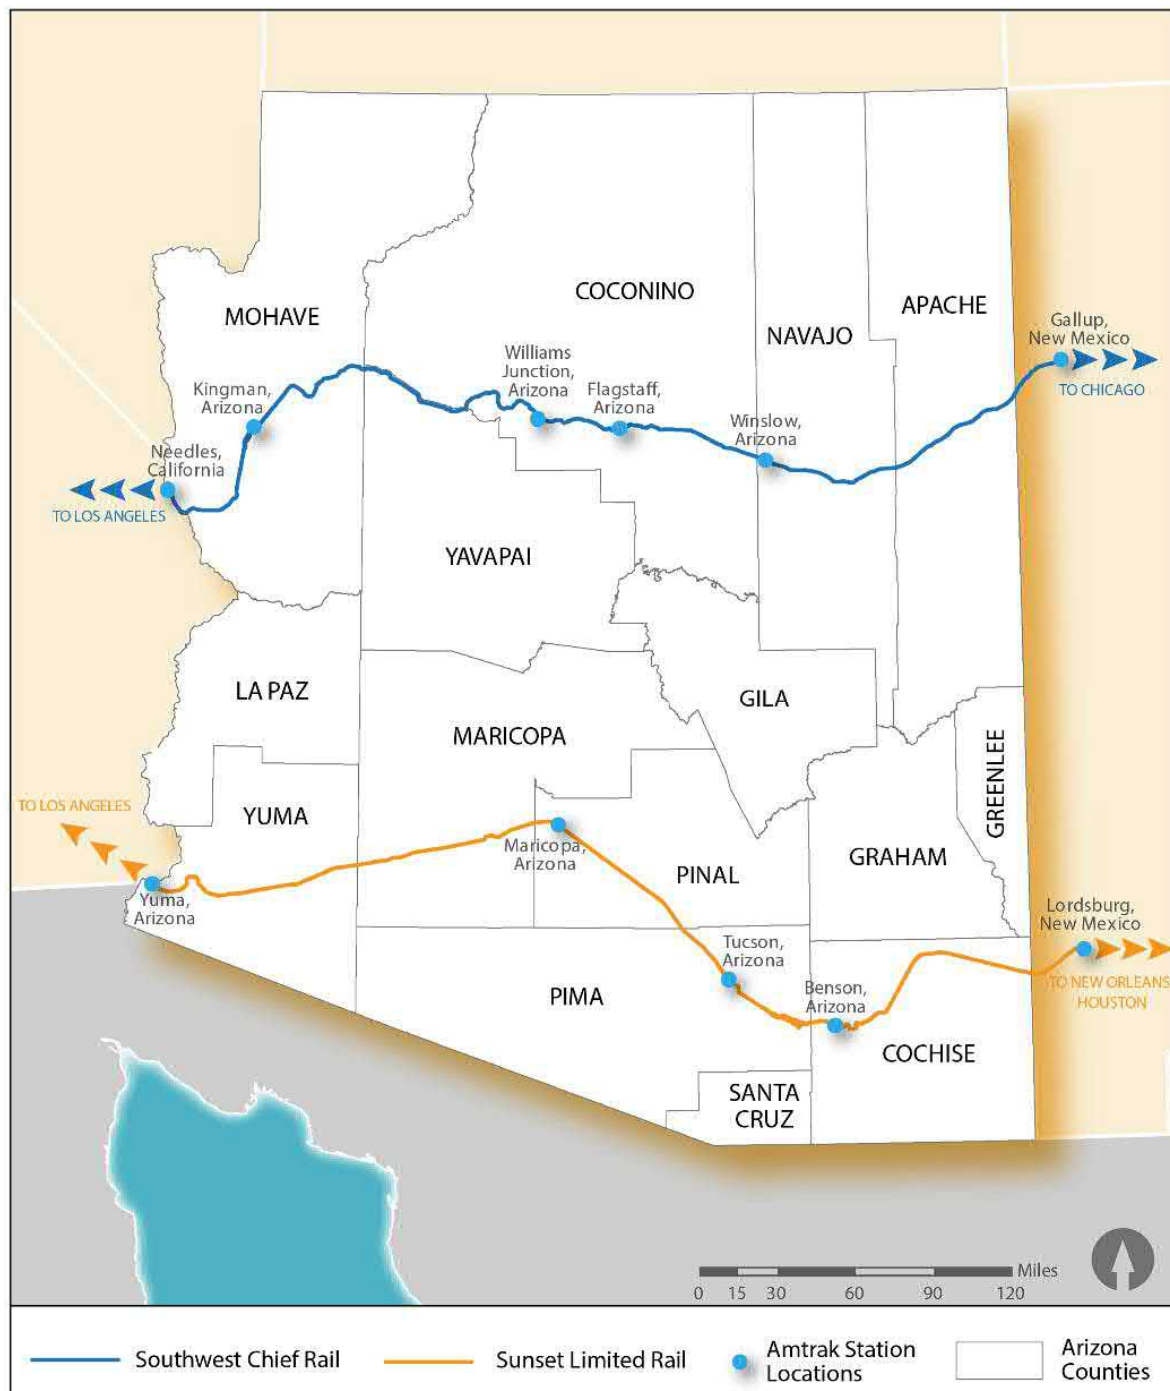 COCONINO
MOHAVE
NAVAJO
APACHE
Gallup,
New Mexico
TO CHICAGO
Williams
Junction,
Arizona
Kingman,
Arizona
Flagstaff,
Arizona
Winslow,
Arizona
Needles,
California
TO LOS ANGELES
YAVAPAI
LA PAZ
GILA
MARICOPA
GREENLEE
TO LOS ANGELES
YUMA
Maricopa,
Arizona
PINAL
GRAHAM
Yuma,
Arizona
Lordsburg,
New Mexico
Tucson,
Arizona
TO NEW ORLEANS
HOUSTON
PIMA
Benson,
Arizona
COCHISE
SANTA
CRUZ
Miles
0 15 30 60 90 120
Southwest Chief Rail
Sunset Limited Rail
Amtrak Station
Locations
Arizona
Counties